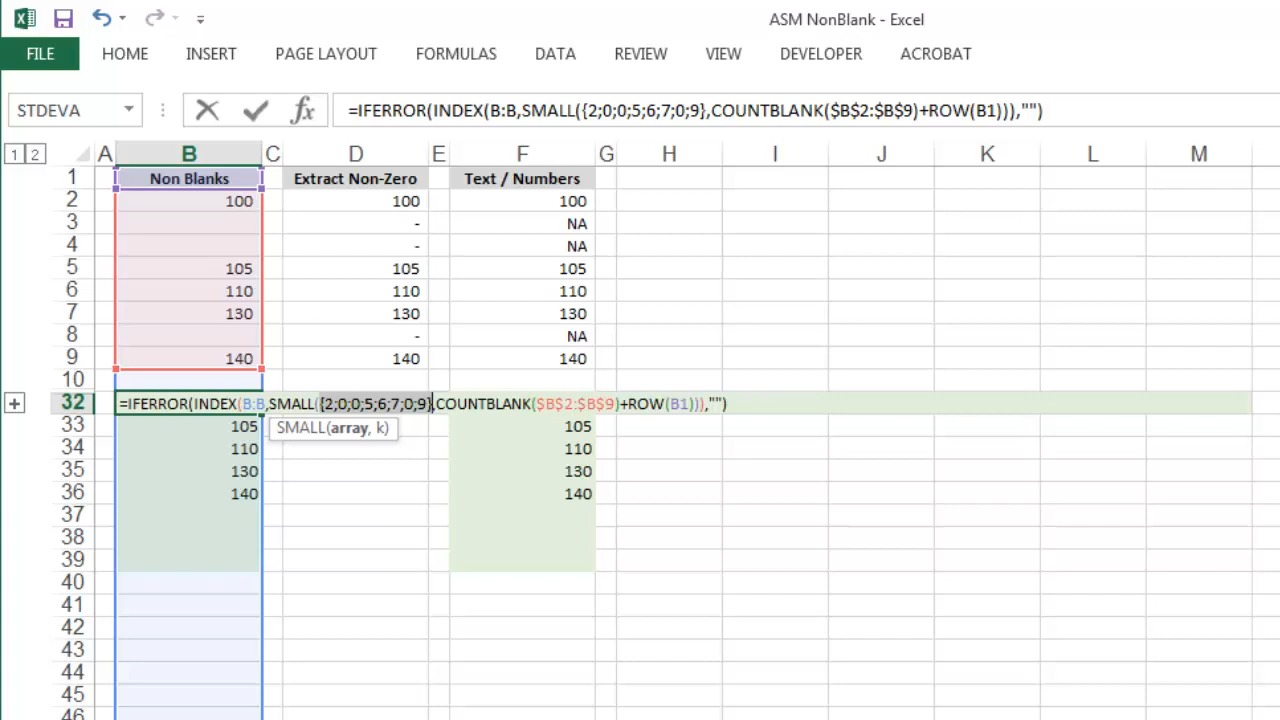 ASM NonBlank - Excel
FILE HOME INSERT PAGE LAYOUT FORMULAS DATA REVIEW VIEW DEVELOPER ACROBAT
STDEVA fx =IFERROR(INDEX(B:B,SMALL({2;0;0;5;6;7;0;9},COUNTBLANK($B$2:$B$9)+ROW(B1))),"")
1 2 A B C D E F G H I J K L M
1 Non Blanks Extract Non-Zero Text / Numbers
2 100 100 100
3 - NA
4 - NA
5 105 105 105
6 110 110 110
7 130 130 130
8 - NA
9 140 140 140
10
32 =IFERROR(INDEX(B:B,SMALL({2;0;0;5;6;7;0;9},COUNTBLANK($B$2:$B$9)+ROW(B1))),"")
33 105 SMALL(array, k) 105
34 110 110
35 130 130
36 140 140
37
38
39
40
41
42
43
44
45
46